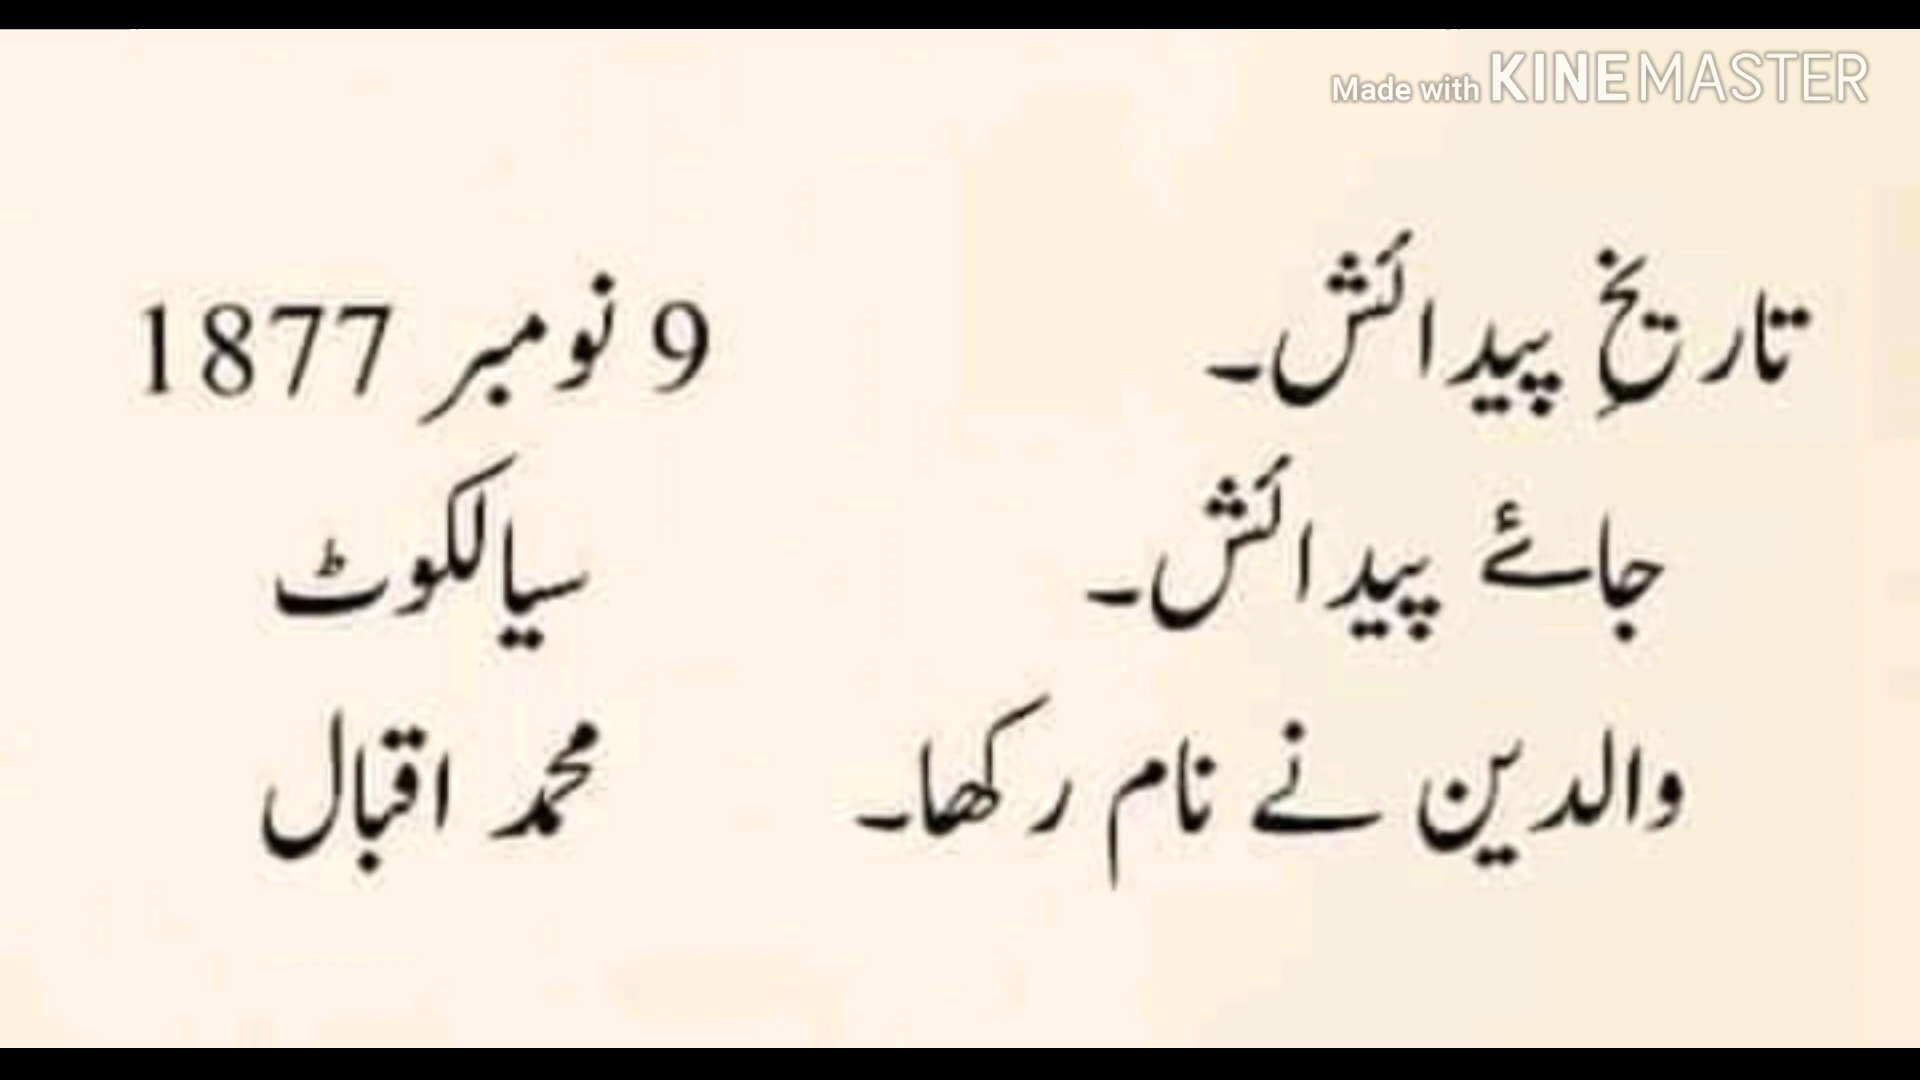 Made with KINEMASTER
تاریخِ پیدائش۔ 9 نومبر 1877
جائے پیدائش۔ سیالکوٹ
والدین نے نام رکھا۔ محمد اقبال